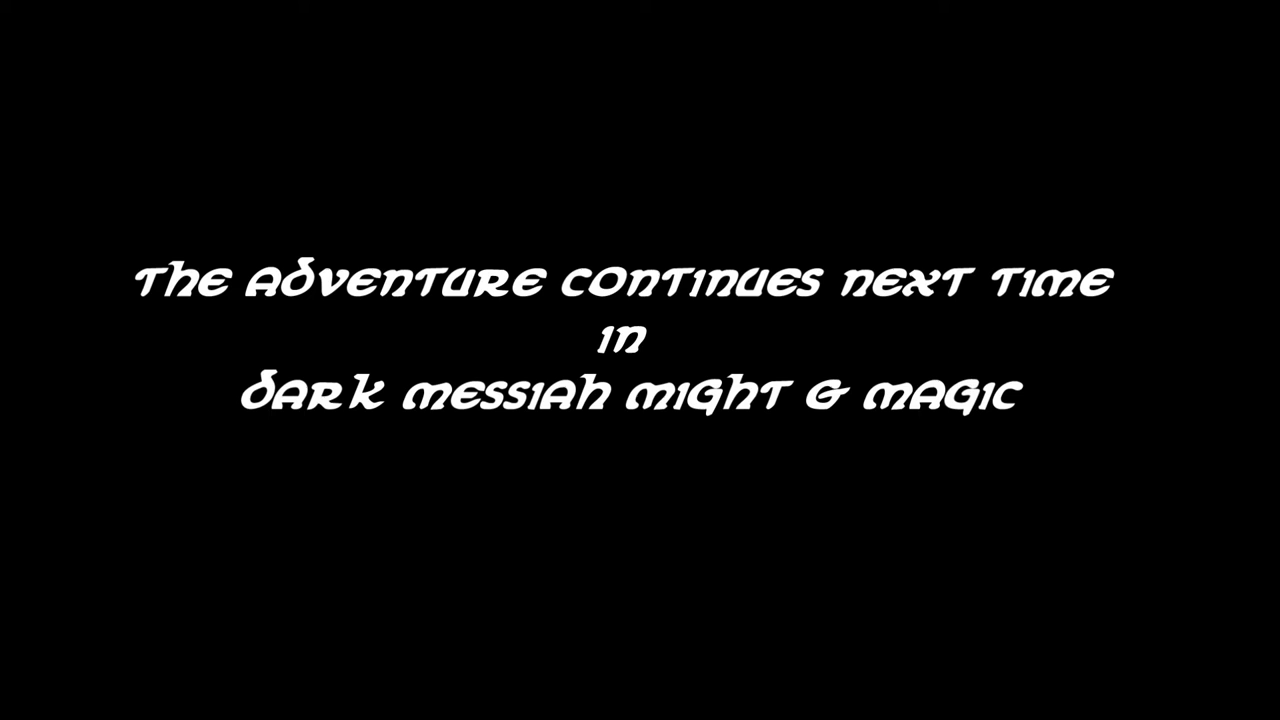 THE ADVENTURE CONTINUES NEXT TIME
IN
DARK MESSIAH MIGHT & MAGIC